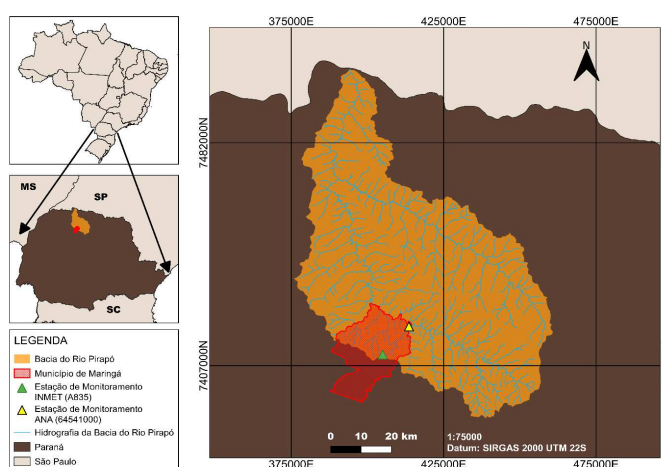 MS
SP
SC
LEGENDA
Bacia do Rio Pirapó
Município de Maringá
Estação de Monitoramento
INMET (A835)
Estação de Monitoramento
ANA (64541000)
Hidrografia da Bacia do Rio Pirapó
Paraná
São Paulo
375000E
425000E
475000E
N
7482000N
7407000N
0 10 20 km
1:75000
Datum: SIRGAS 2000 UTM 22S
375000E
425000E
475000E